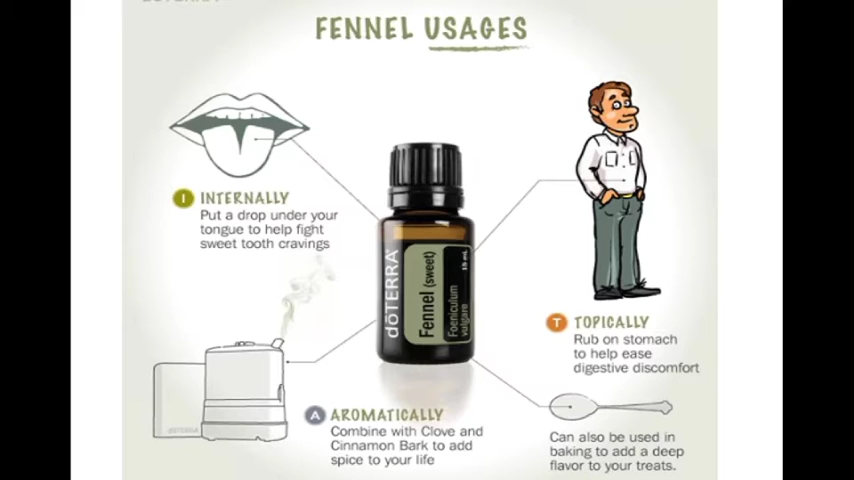 FENNEL USAGES
I INTERNALLY
Put a drop under your
tongue to help fight
sweet tooth cravings
dōTERRA
Fennel (sweet)
Foeniculum
vulgare
15 mL
T TOPICALLY
Rub on stomach
to help ease
digestive discomfort
A AROMATICALLY
Combine with Clove and
Cinnamon Bark to add
spice to your life
Can also be used in
baking to add a deep
flavor to your treats.